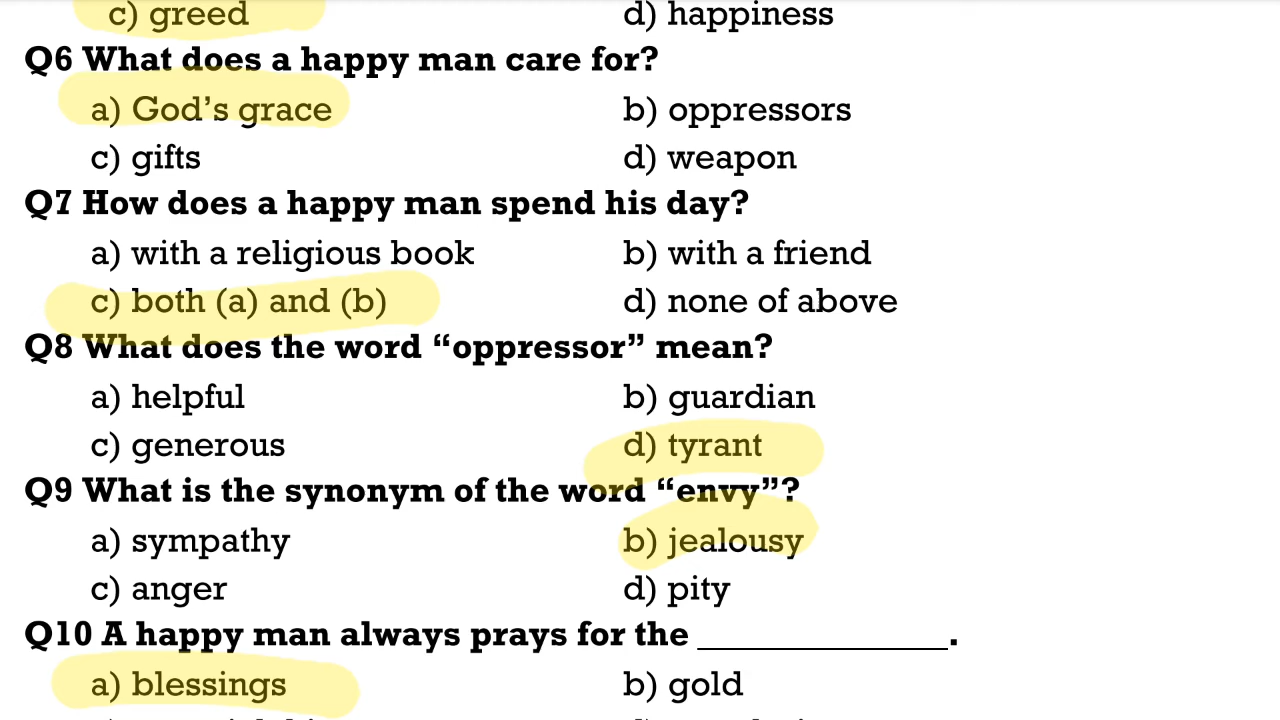 c) greed d) happiness
Q6 What does a happy man care for?
a) God’s grace b) oppressors
c) gifts d) weapon
Q7 How does a happy man spend his day?
a) with a religious book b) with a friend
c) both (a) and (b) d) none of above
Q8 What does the word “oppressor” mean?
a) helpful b) guardian
c) generous d) tyrant
Q9 What is the synonym of the word “envy”?
a) sympathy b) jealousy
c) anger d) pity
Q10 A happy man always prays for the _______________.
a) blessings b) gold